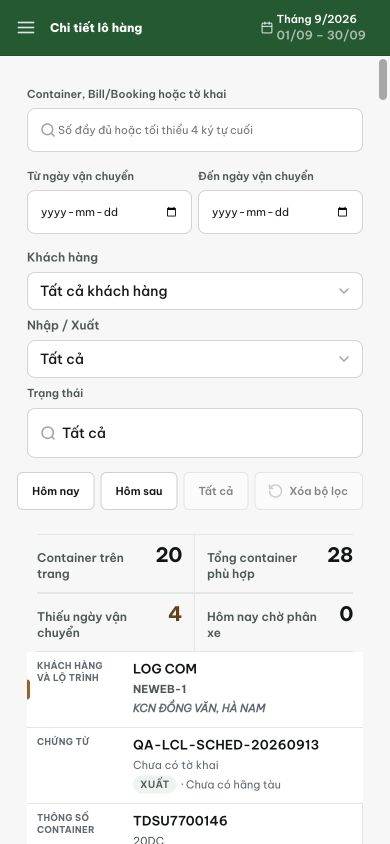 Chi tiết lô hàng
Tháng 9/2026
01/09 – 30/09
Container, Bill/Booking hoặc tờ khai
Số đầy đủ hoặc tối thiểu 4 ký tự cuối
Từ ngày vận chuyển
Đến ngày vận chuyển
yyyy-mm-dd
yyyy-mm-dd
Khách hàng
Tất cả khách hàng
Nhập / Xuất
Tất cả
Trạng thái
Tất cả
Hôm nay
Hôm sau
Tất cả
Xóa bộ lọc
Container trên
trang
20
Tổng container
phù hợp
28
Thiếu ngày vận
chuyển
4
Hôm nay chờ phân
xe
0
KHÁCH HÀNG
VÀ LỘ TRÌNH
LOG COM
NEWEB-1
KCN ĐỒNG VĂN, HÀ NAM
CHỨNG TỪ
QA-LCL-SCHED-20260913
Chưa có tờ khai
XUẤT · Chưa có hãng tàu
THÔNG SỐ
CONTAINER
TDSU7700146
20DC